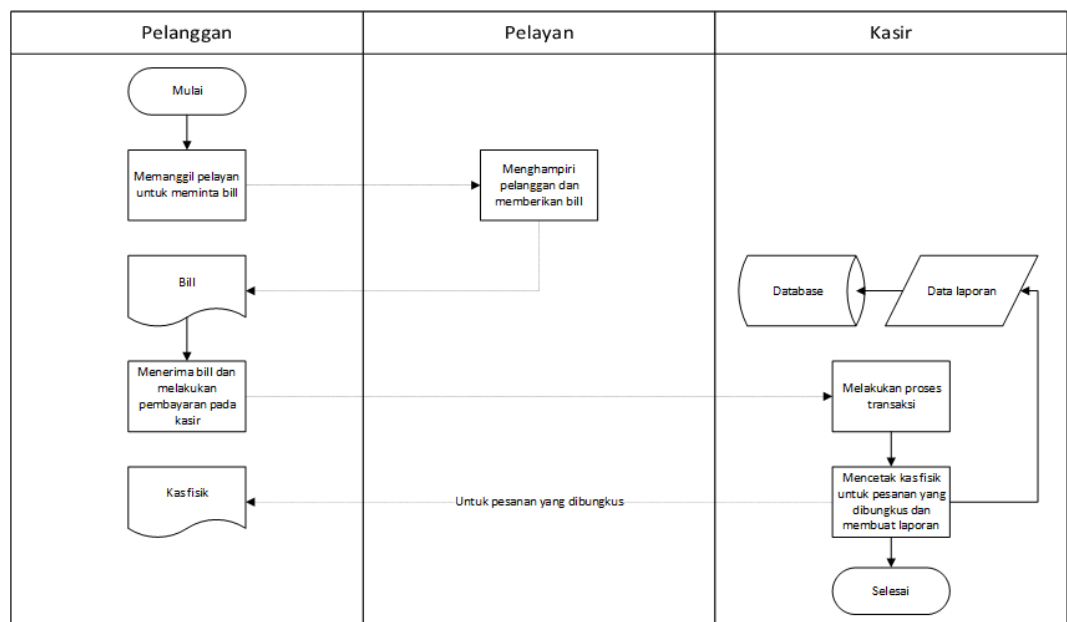 Pelanggan
Pelayan
Kasir
Mulai
Memanggil pelayan
untuk meminta bill
Menghampiri
pelanggan dan
memberikan bill
Bill
Database
Data laporan
Menerima bill dan
melakukan
pembayaran pada
kasir
Melakukan proses
transaksi
Kas fisik
Untuk pesanan yang dibungkus
Mencetak kas fisik
untuk pesanan yang
dibungkus dan
membuat laporan
Selesai